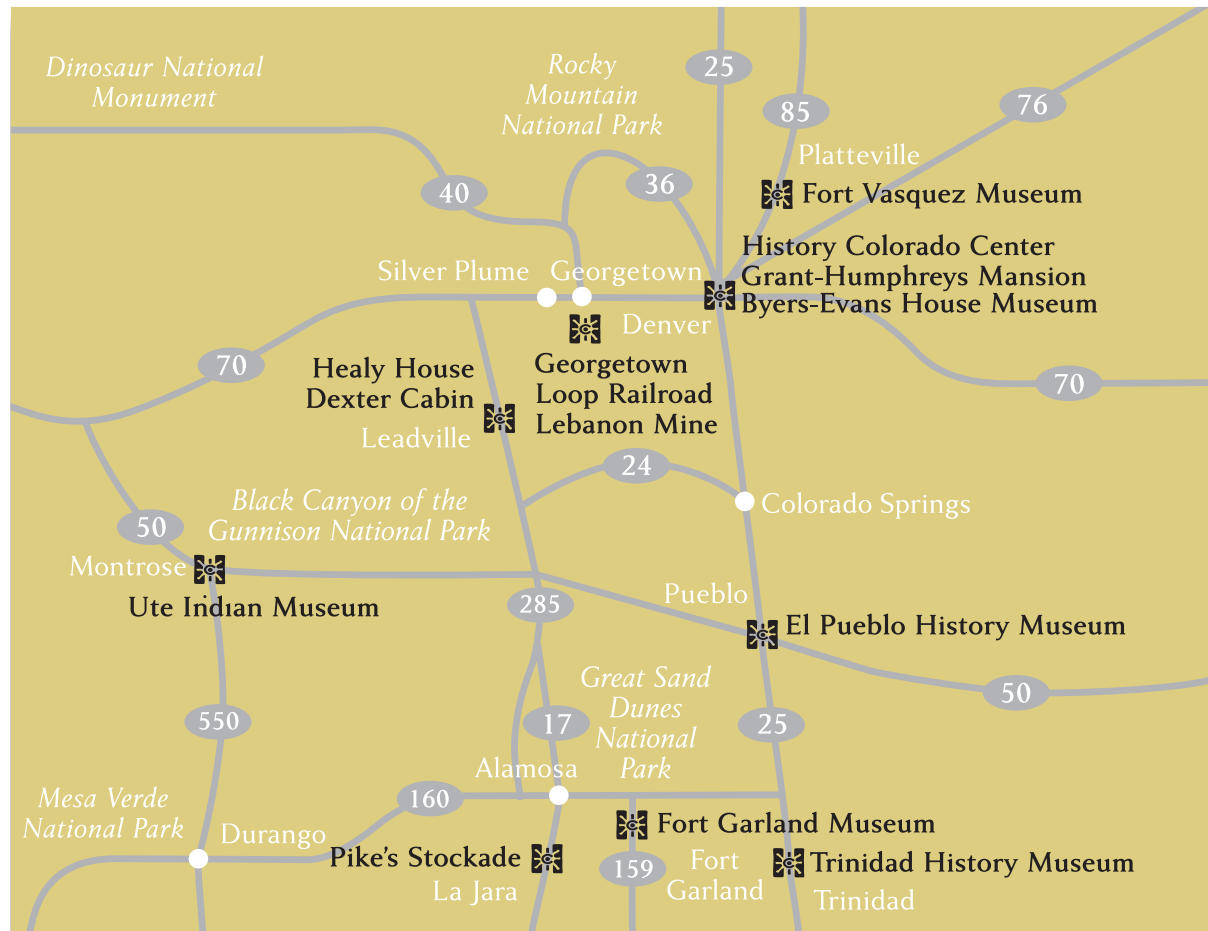 Dinosaur National
Monument
Rocky
Mountain
National Park
25
85
76
Platteville
40
36
Fort Vasquez Museum
History Colorado Center
Grant-Humphreys Mansion
Byers-Evans House Museum
Silver Plume
Georgetown
Denver
70
Healy House
Dexter Cabin
Leadville
Georgetown
Loop Railroad
Lebanon Mine
70
24
Black Canyon of the
Gunnison National Park
Colorado Springs
50
Montrose
Ute Indıan Museum
285
Pueblo
El Pueblo History Museum
Great Sand
Dunes
National
Park
50
550
17
25
Alamosa
Mesa Verde
National Park
160
Durango
Fort Garland Museum
Pike's Stockade
La Jara
159
Fort
Garland
Trinidad History Museum
Trinidad